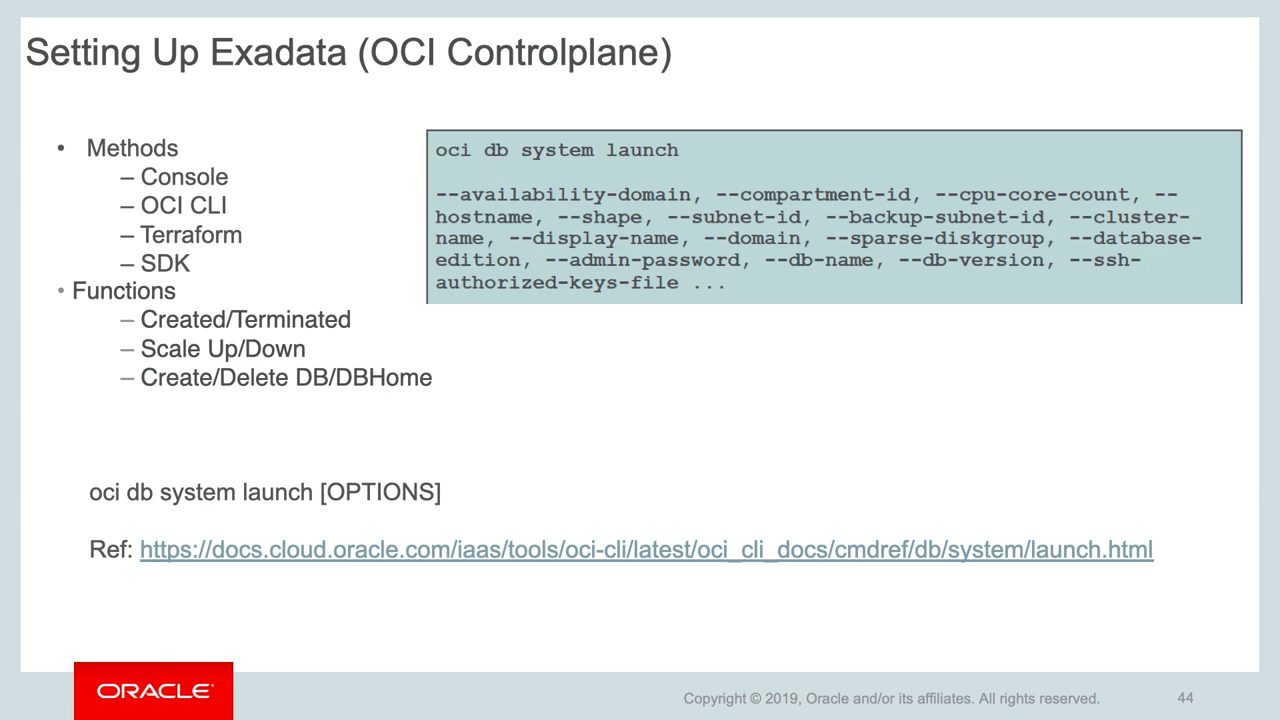 Setting Up Exadata (OCI Controlplane)
• Methods
– Console
– OCI CLI
– Terraform
– SDK
• Functions
– Created/Terminated
– Scale Up/Down
– Create/Delete DB/DBHome
oci db system launch
--availability-domain, --compartment-id, --cpu-core-count, --
hostname, --shape, --subnet-id, --backup-subnet-id, --cluster-
name, --display-name, --domain, --sparse-diskgroup, --database-
edition, --admin-password, --db-name, --db-version, --ssh-
authorized-keys-file ...
oci db system launch [OPTIONS]
Ref: https://docs.cloud.oracle.com/iaas/tools/oci-cli/latest/oci_cli_docs/cmdref/db/system/launch.html
ORACLE®
Copyright © 2019, Oracle and/or its affiliates. All rights reserved.
44